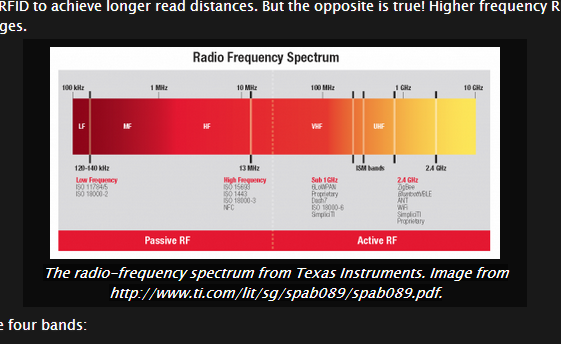 RFID to achieve longer read distances. But the opposite is true! Higher frequency R
ges.
Radio Frequency Spectrum
100 kHz 1 MHz 10 MHz 100 MHz 1 GHz 10 GHz
LF MF HF VHF UHF
120-140 kHz 13 MHz ISM bands 2.4 GHz
Low Frequency High Frequency Sub 1GHz 2.4 GHz
ISO 11784/5 ISO 15693 6LoWPAN ZigBee
ISO 18000-2 ISO 1443 Proprietary Bluetooth/BLE
ISO 18000-3 Dash7 ANT
NFC ISO 18000-6 WiFi
SimpliciTI SimpliciTI
Proprietary
Passive RF Active RF
The radio-frequency spectrum from Texas Instruments. Image from
http://www.ti.com/lit/sg/spab089/spab089.pdf.
e four bands: